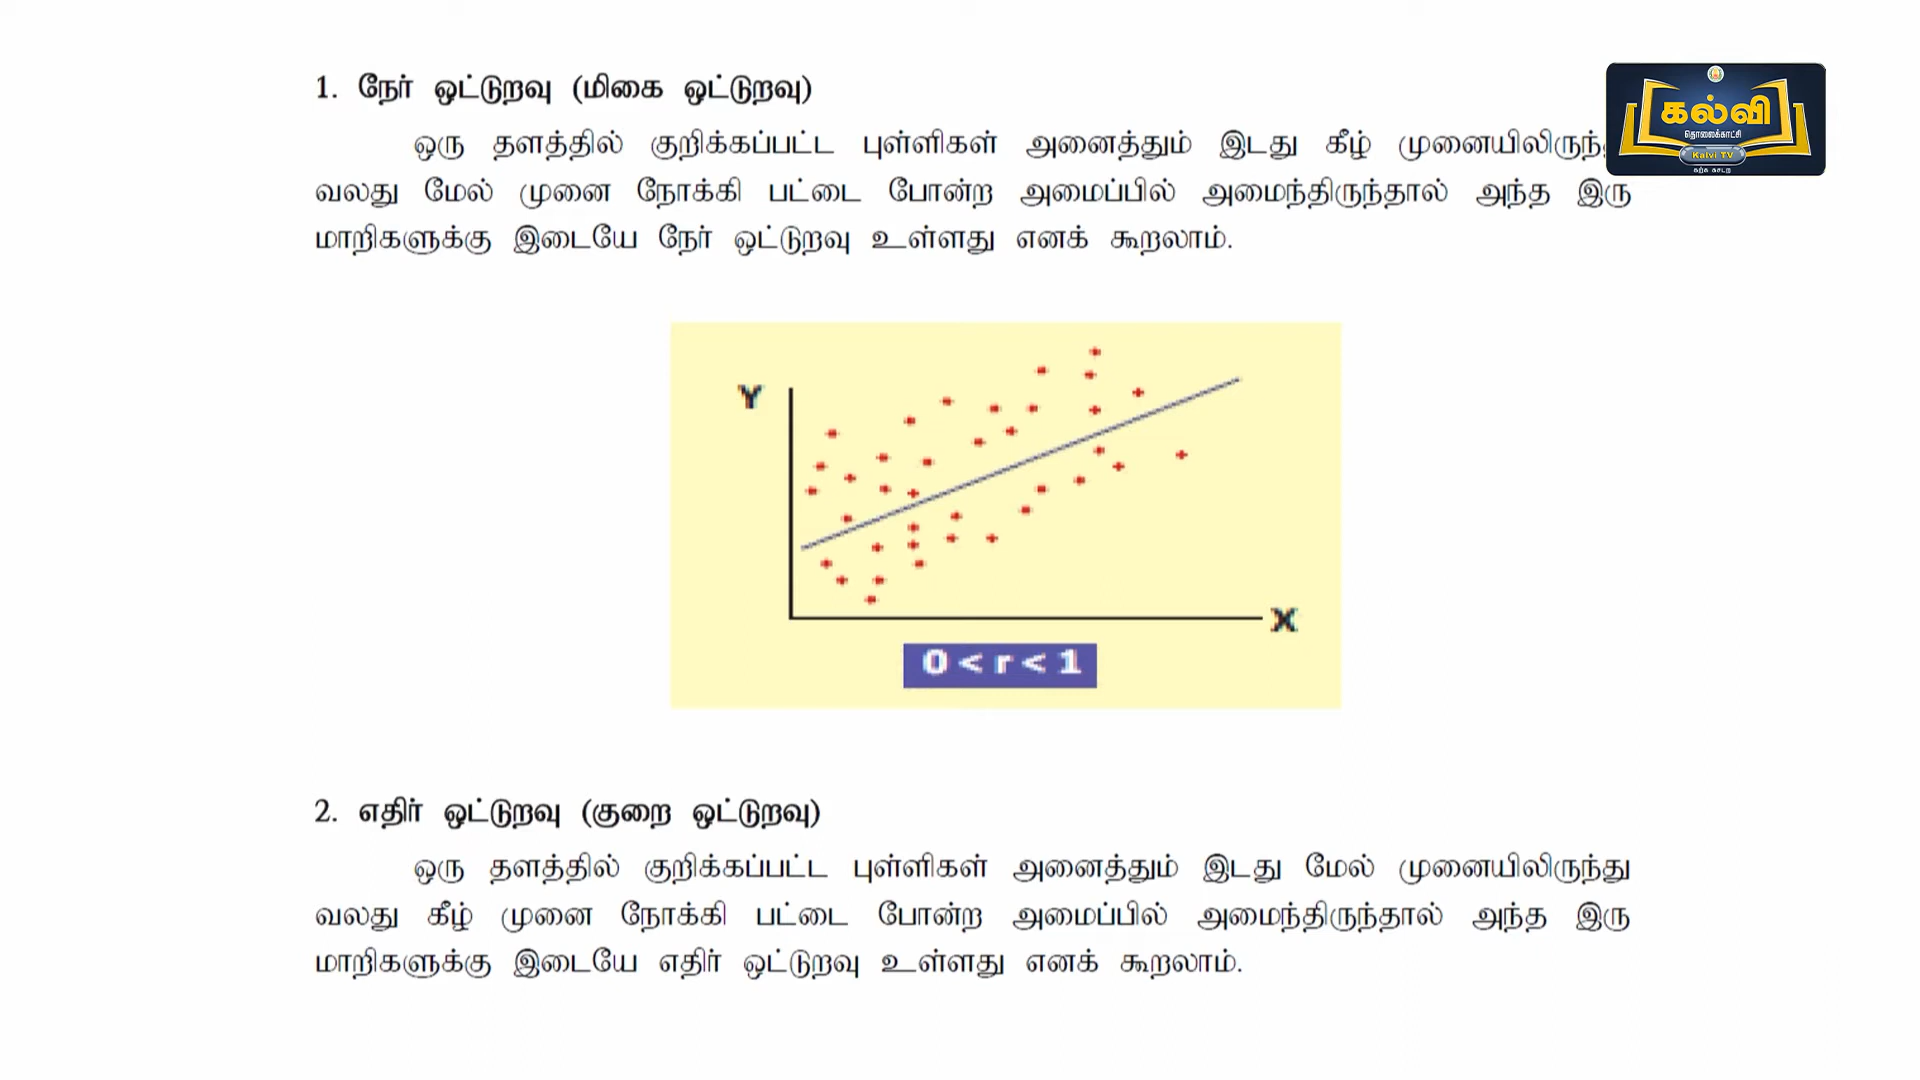 1. நேர் ஒட்டுறவு (மிகை ஒட்டுறவு)
ஒரு தளத்தில் குறிக்கப்பட்ட புள்ளிகள் அனைத்தும் இடது கீழ் முனையிலிருந்
வலது மேல் முனை நோக்கி பட்டை போன்ற அமைப்பில் அமைந்திருந்தால் அந்த இரு
மாறிகளுக்கு இடையே நேர் ஒட்டுறவு உள்ளது எனக் கூறலாம்.
கல்வி
தொலைக்காட்சி
Kalvi TV
கற்க கசடற
Y
X
0 < r < 1
2. எதிர் ஒட்டுறவு (குறை ஒட்டுறவு)
ஒரு தளத்தில் குறிக்கப்பட்ட புள்ளிகள் அனைத்தும் இடது மேல் முனையிலிருந்து
வலது கீழ் முனை நோக்கி பட்டை போன்ற அமைப்பில் அமைந்திருந்தால் அந்த இரு
மாறிகளுக்கு இடையே எதிர் ஒட்டுறவு உள்ளது எனக் கூறலாம்.